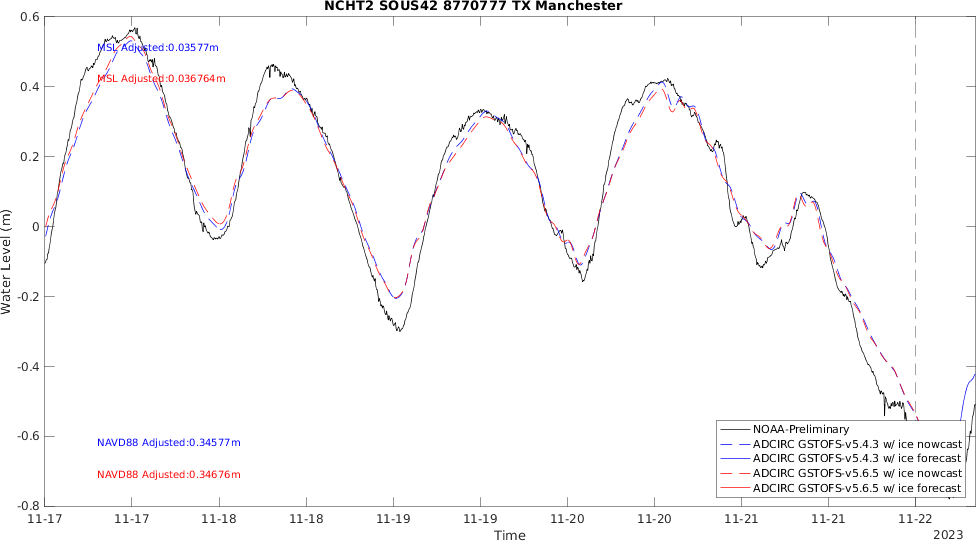 NCHT2 SOUS42 8770777 TX Manchester
0.6
MSL Adjusted:0.03577m
MSL Adjusted:0.036764m
0.4
0.2
0
-0.2
-0.4
-0.6
-0.8
Water Level (m)
NAVD88 Adjusted:0.34577m
NAVD88 Adjusted:0.34676m
NOAA-Preliminary
ADCIRC GSTOFS-v5.4.3 w/ ice nowcast
ADCIRC GSTOFS-v5.4.3 w/ ice forecast
ADCIRC GSTOFS-v5.6.5 w/ ice nowcast
ADCIRC GSTOFS-v5.6.5 w/ ice forecast
11-17 11-17 11-18 11-18 11-19 11-19 11-20 11-20 11-21 11-21 11-22
Time
2023